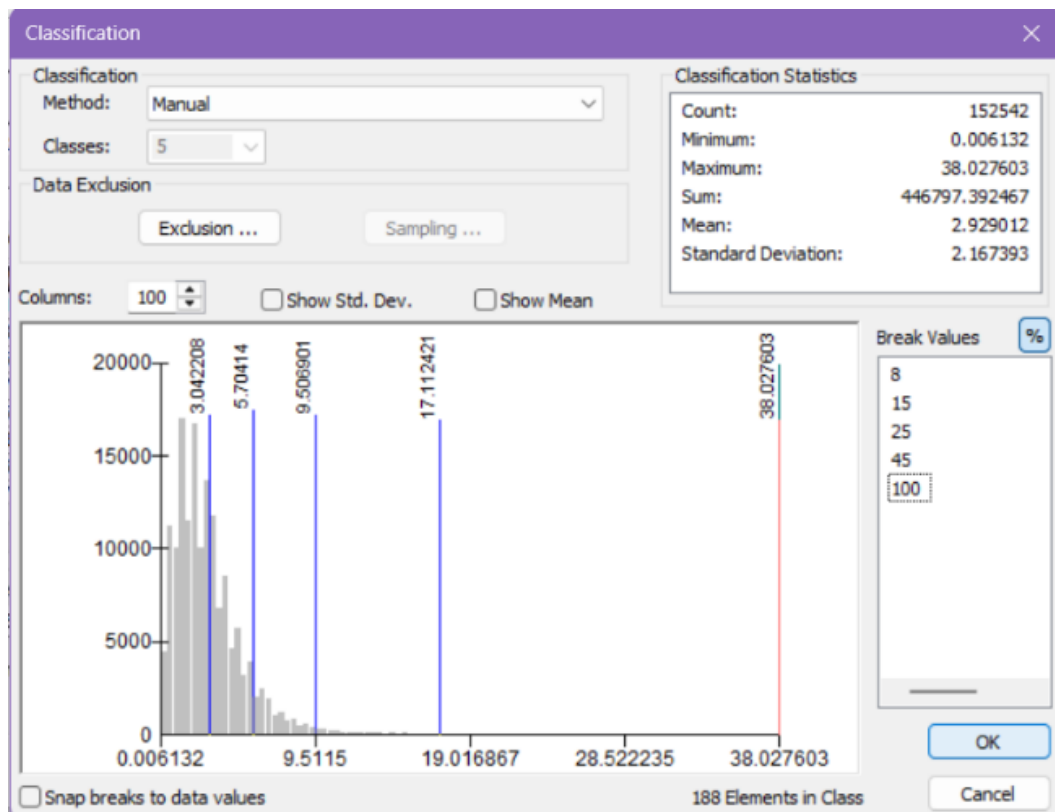 Classification
Classification
Method: Manual
Classes: 5
Data Exclusion
Exclusion ...
Sampling ...
Classification Statistics
Count: 152542
Minimum: 0.006132
Maximum: 38.027603
Sum: 446797.392467
Mean: 2.929012
Standard Deviation: 2.167393
Columns: 100
Show Std. Dev.
Show Mean
20000
15000
10000
5000
0
3.042208
5.70414
9.506901
17.112421
38.027603
0.006132
9.5115
19.016867
28.522235
38.027603
Break Values %
8
15
25
45
100
OK
Snap breaks to data values
188 Elements in Class
Cancel